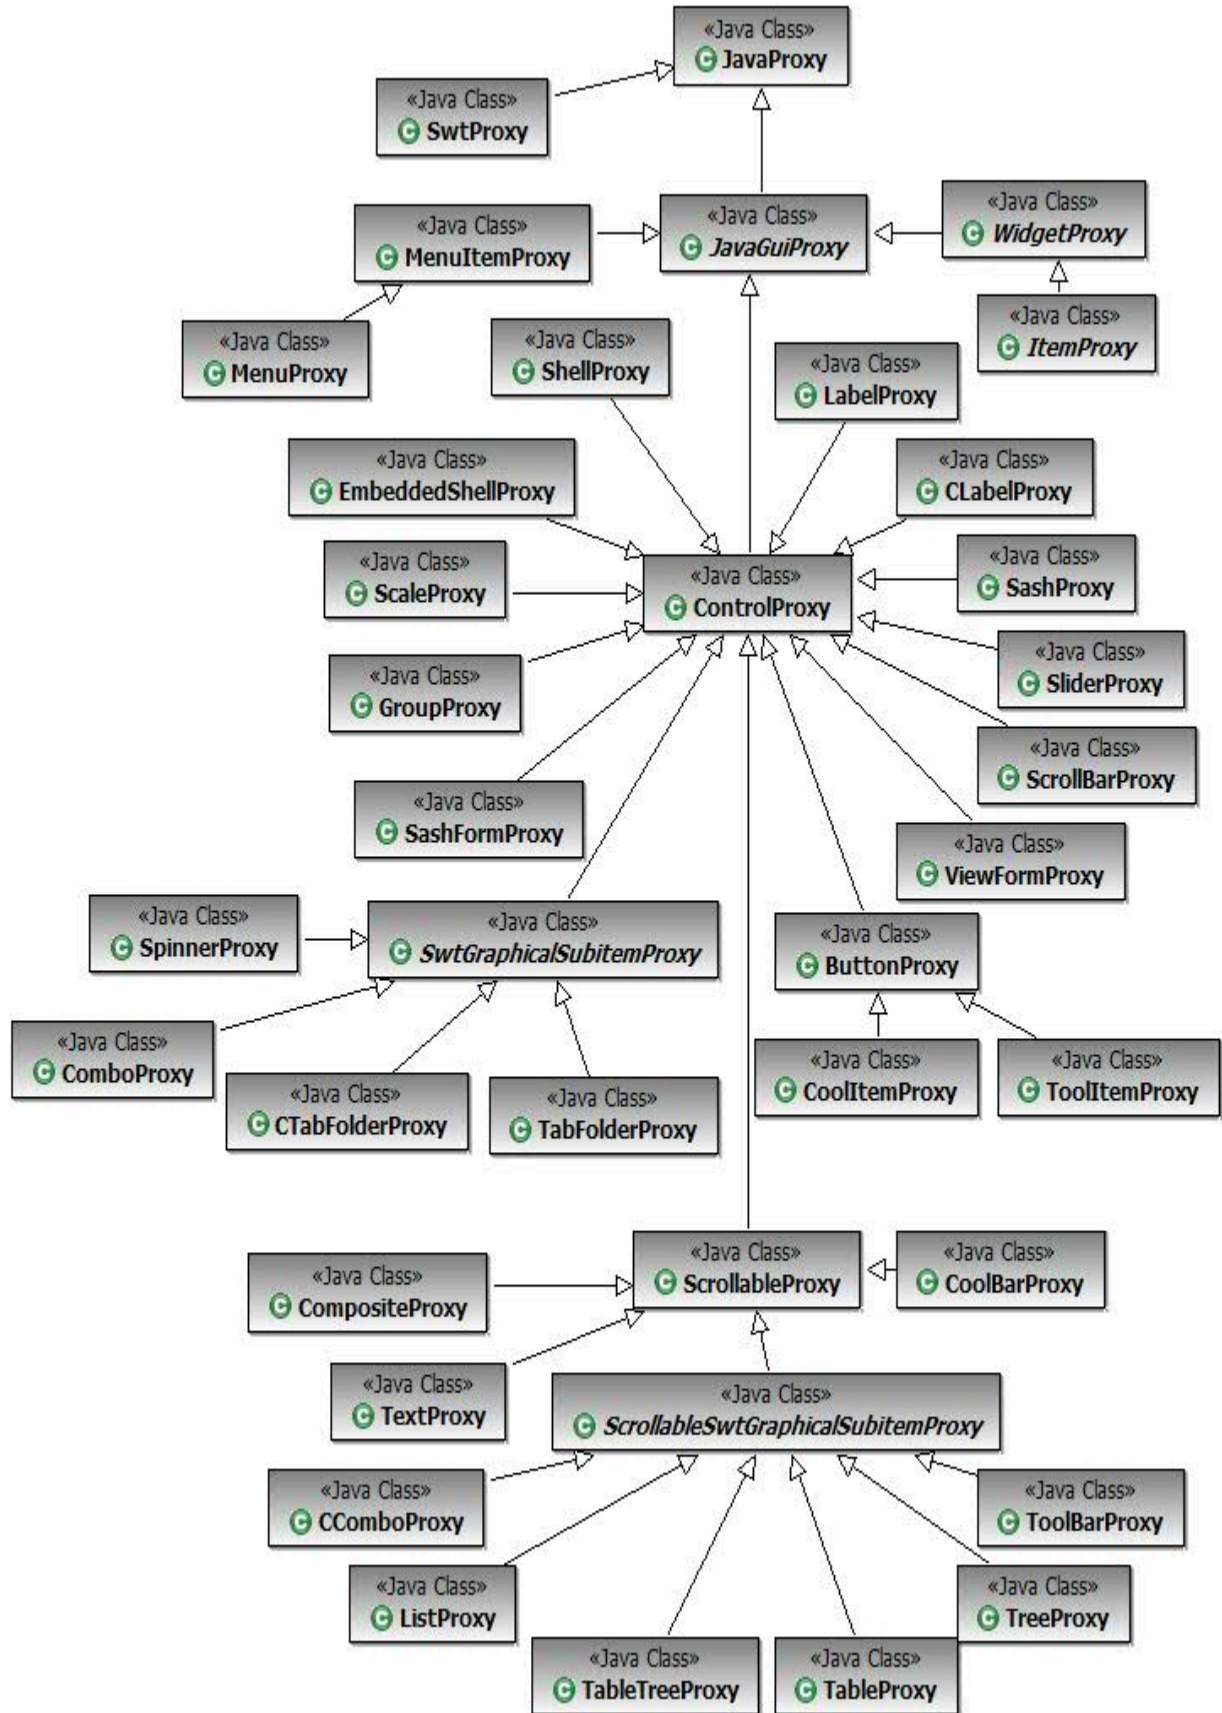 «Java Class»
JavaProxy
«Java Class»
SwtProxy
«Java Class»
JavaGuiProxy
«Java Class»
WidgetProxy
«Java Class»
MenuItemProxy
«Java Class»
ItemProxy
«Java Class»
MenuProxy
«Java Class»
ShellProxy
«Java Class»
LabelProxy
«Java Class»
EmbeddedShellProxy
«Java Class»
CLabelProxy
«Java Class»
ScaleProxy
«Java Class»
ControlProxy
«Java Class»
SashProxy
«Java Class»
GroupProxy
«Java Class»
SliderProxy
«Java Class»
ScrollBarProxy
«Java Class»
SashFormProxy
«Java Class»
ViewFormProxy
«Java Class»
SpinnerProxy
«Java Class»
SwtGraphicalSubitemProxy
«Java Class»
ButtonProxy
«Java Class»
ComboProxy
«Java Class»
CTabFolderProxy
«Java Class»
TabFolderProxy
«Java Class»
CoolItemProxy
«Java Class»
ToolItemProxy
«Java Class»
CompositeProxy
«Java Class»
ScrollableProxy
«Java Class»
CoolBarProxy
«Java Class»
TextProxy
«Java Class»
ScrollableSwtGraphicalSubitemProxy
«Java Class»
CComboProxy
«Java Class»
ToolBarProxy
«Java Class»
ListProxy
«Java Class»
TreeProxy
«Java Class»
TableTreeProxy
«Java Class»
TableProxy